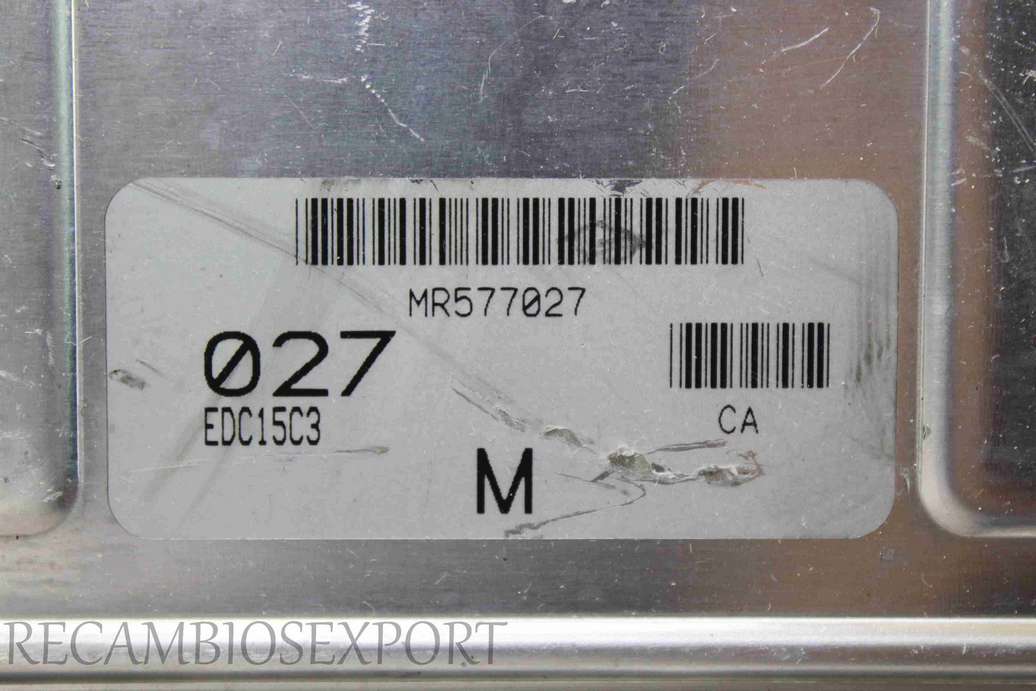 MR577027
027
EDC15C3
CA
M
RECAMBIOSEXPORT